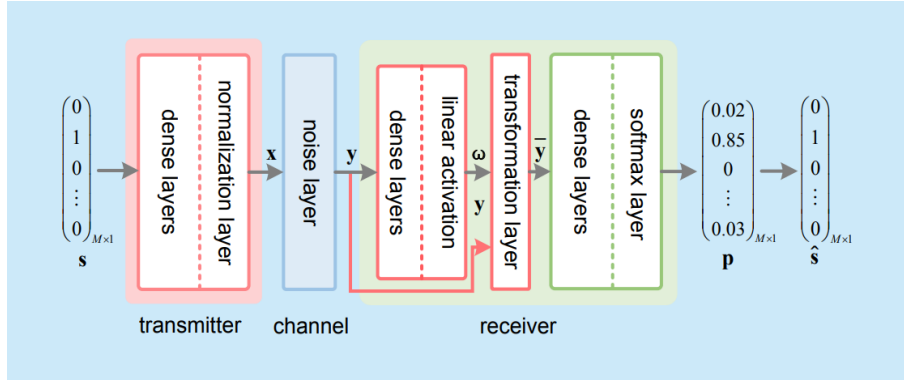 0
1
0
⋮
0
M×1
s
dense layers
normalization layer
transmitter
x
noise layer
channel
y
dense layers
linear activation
ω
y
transformation layer
ȳ
dense layers
softmax layer
receiver
0.02
0.85
0
⋮
0.03
M×1
p
0
1
0
⋮
0
M×1
ŝ